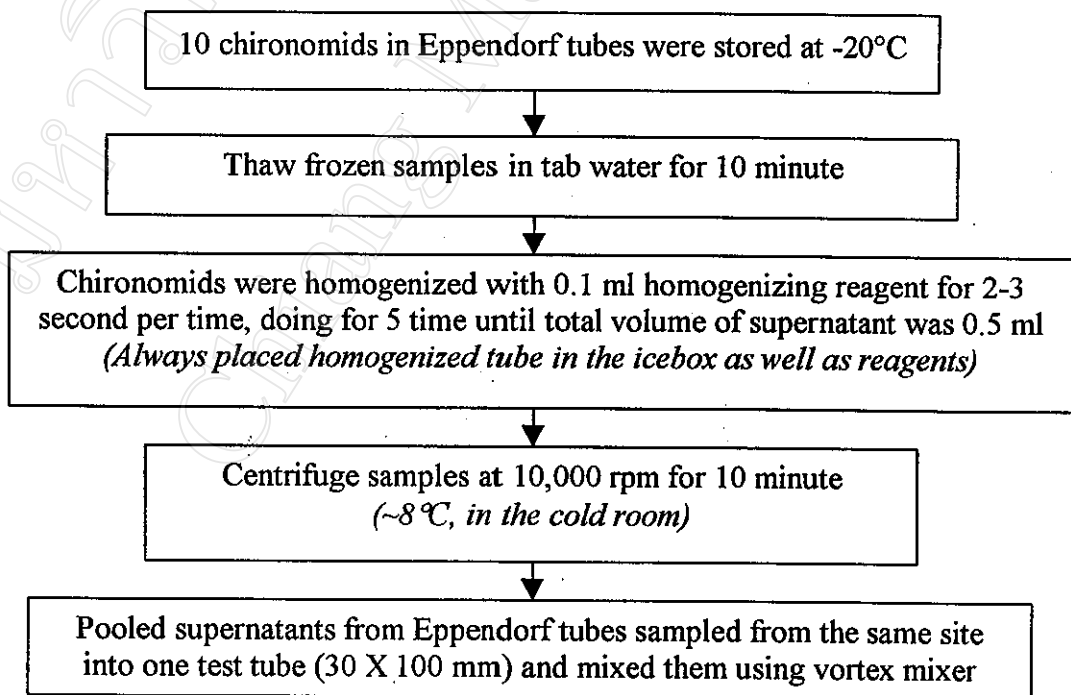 10 chironomids in Eppendorf tubes were stored at -20°C
Thaw frozen samples in tab water for 10 minute
Chironomids were homogenized with 0.1 ml homogenizing reagent for 2-3
second per time, doing for 5 time until total volume of supernatant was 0.5 ml
(Always placed homogenized tube in the icebox as well as reagents)
Centrifuge samples at 10,000 rpm for 10 minute
(~8°C, in the cold room)
Pooled supernatants from Eppendorf tubes sampled from the same site
into one test tube (30 X 100 mm) and mixed them using vortex mixer